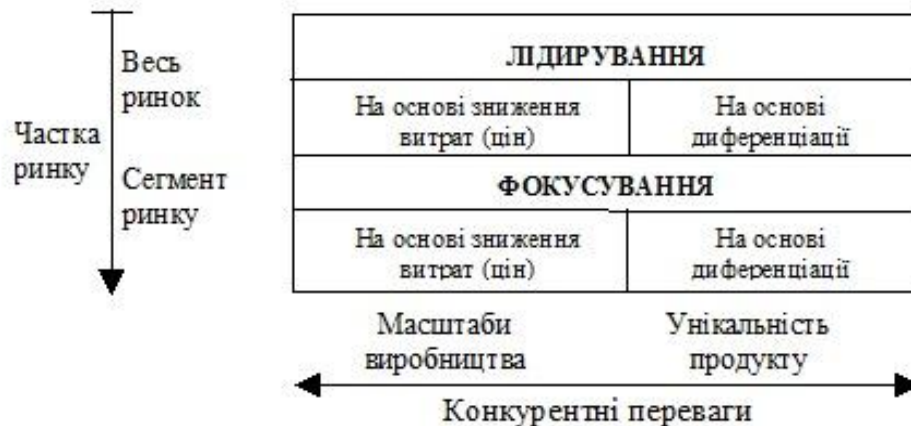 Частка
ринку
Весь
ринок
Сегмент
ринку
ЛІДИРУВАННЯ
На основі зниження
витрат (цін)
На основі
диференціації
ФОКУСУВАННЯ
На основі зниження
витрат (цін)
На основі
диференціації
Масштаби
виробництва
Унікальність
продукту
Конкурентні переваги